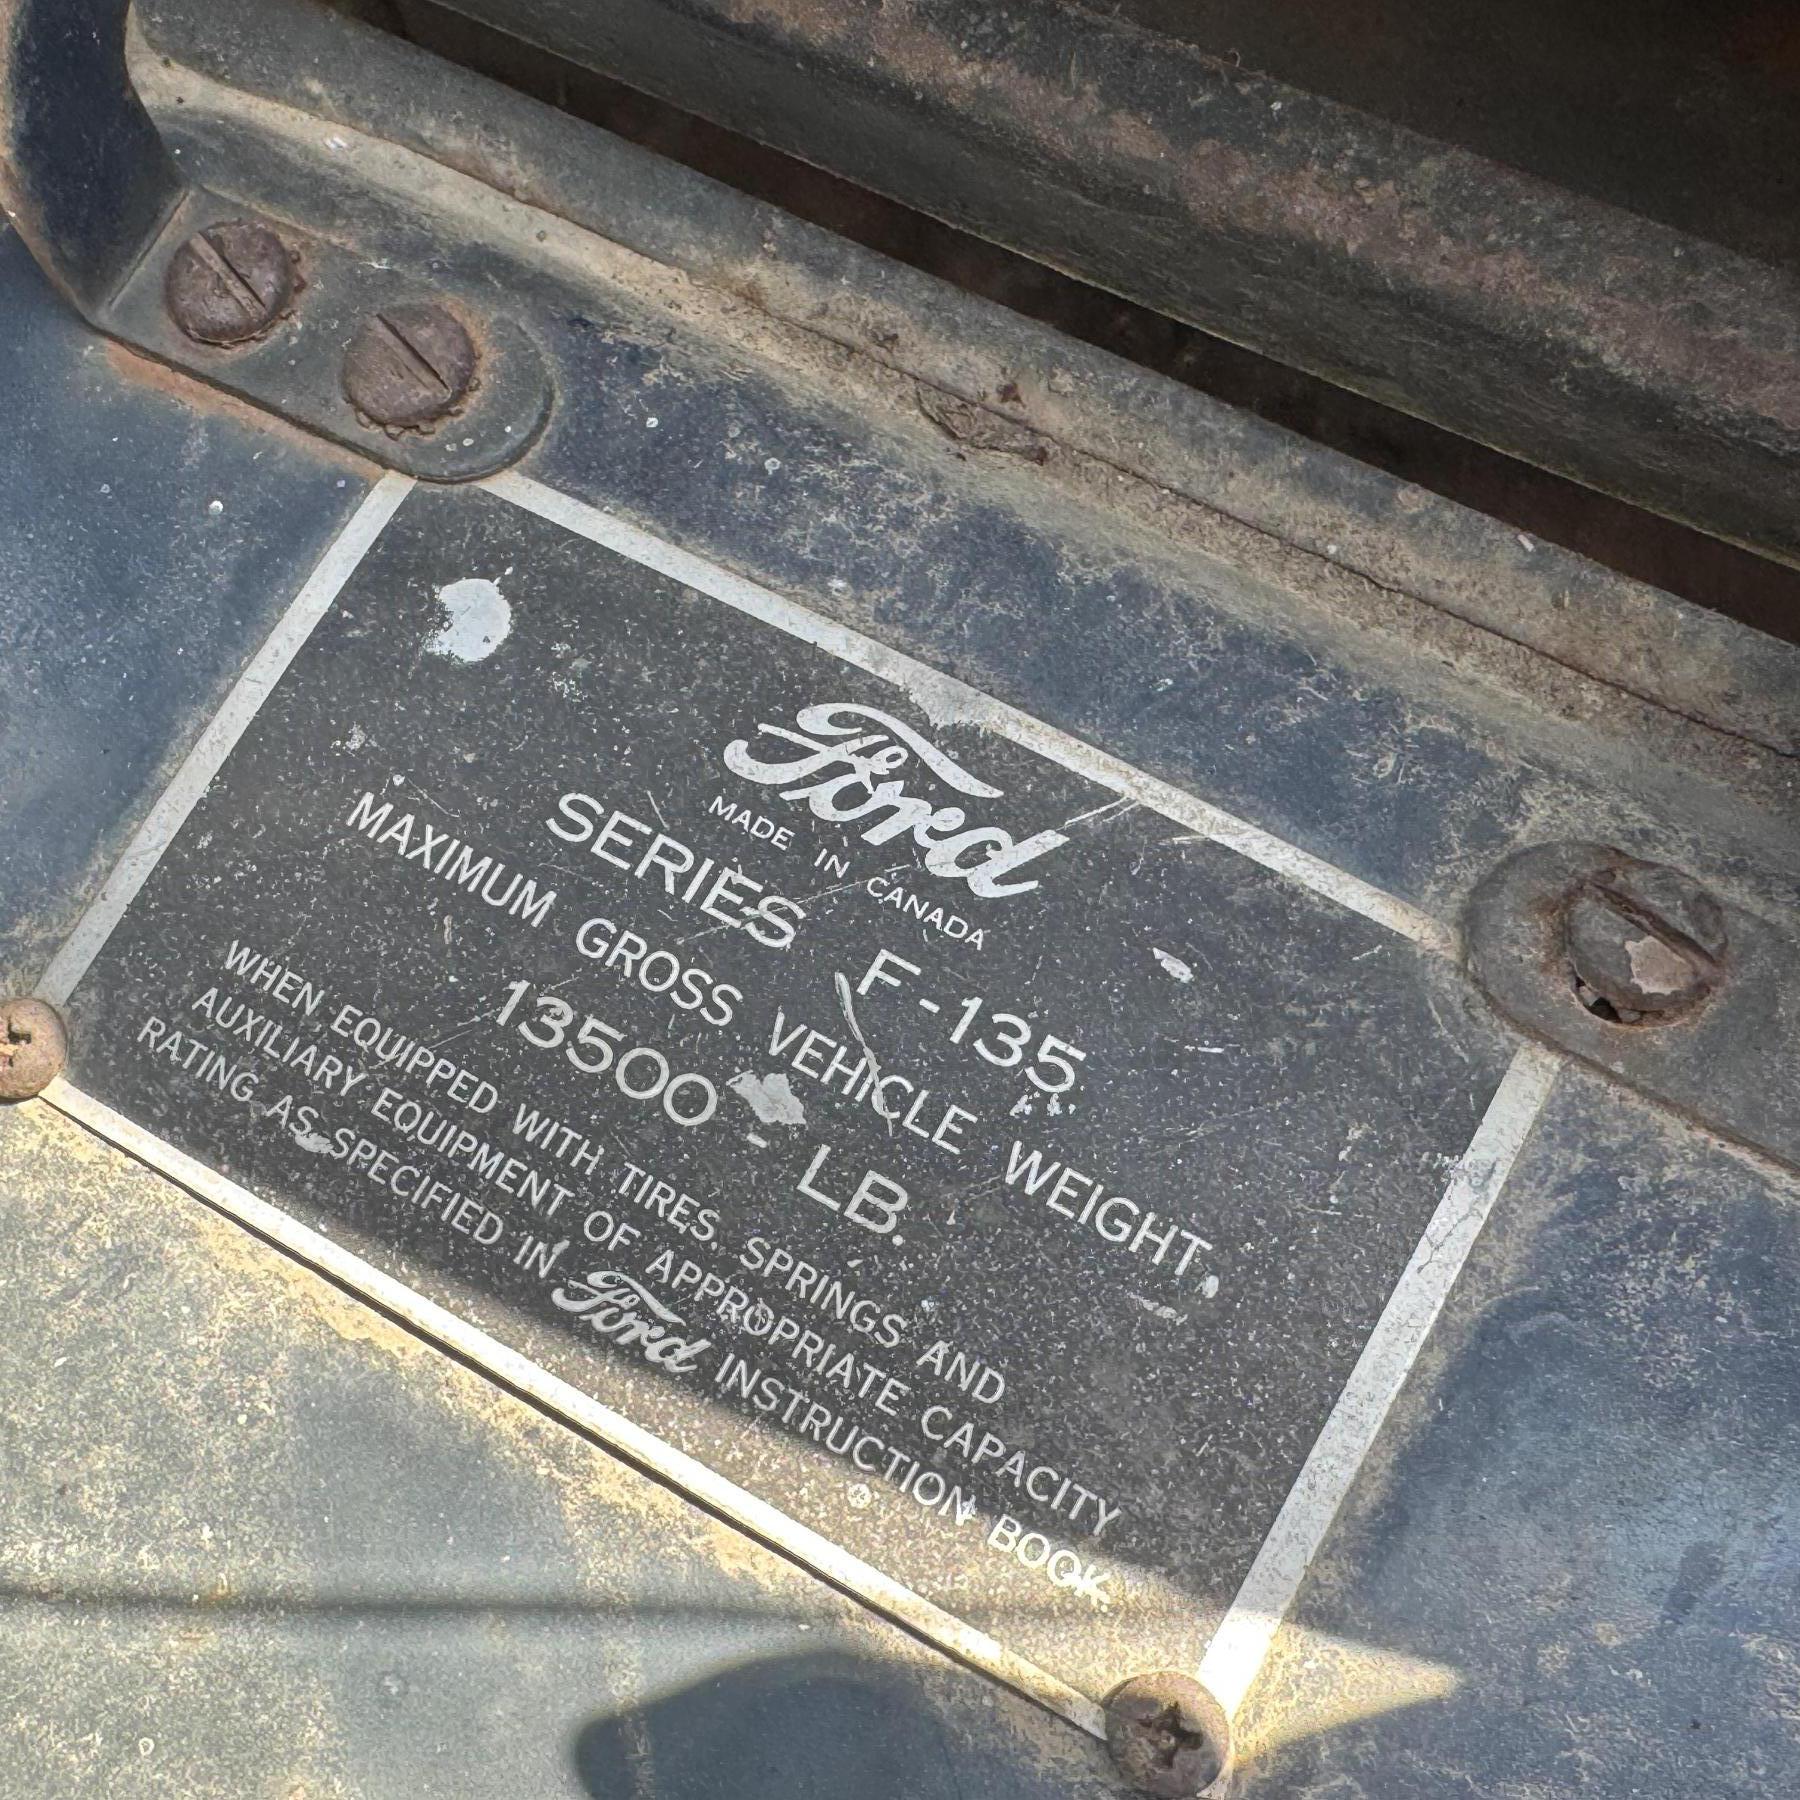 Ford
MADE IN CANADA
SERIES F-135
MAXIMUM GROSS VEHICLE WEIGHT.
13500 - LB.
WHEN EQUIPPED WITH TIRES, SPRINGS AND
AUXILIARY EQUIPMENT OF APPROPRIATE CAPACITY
RATING AS SPECIFIED IN Ford INSTRUCTION BOOK.